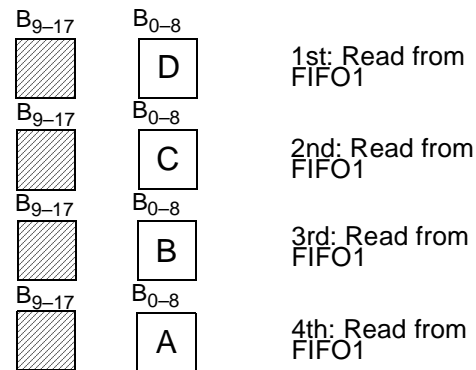 B9–17 B0–8
D 1st: Read from
FIFO1
B9–17 B0–8
C 2nd: Read from
FIFO1
B9–17 B0–8
B 3rd: Read from
FIFO1
B9–17 B0–8
A 4th: Read from
FIFO1